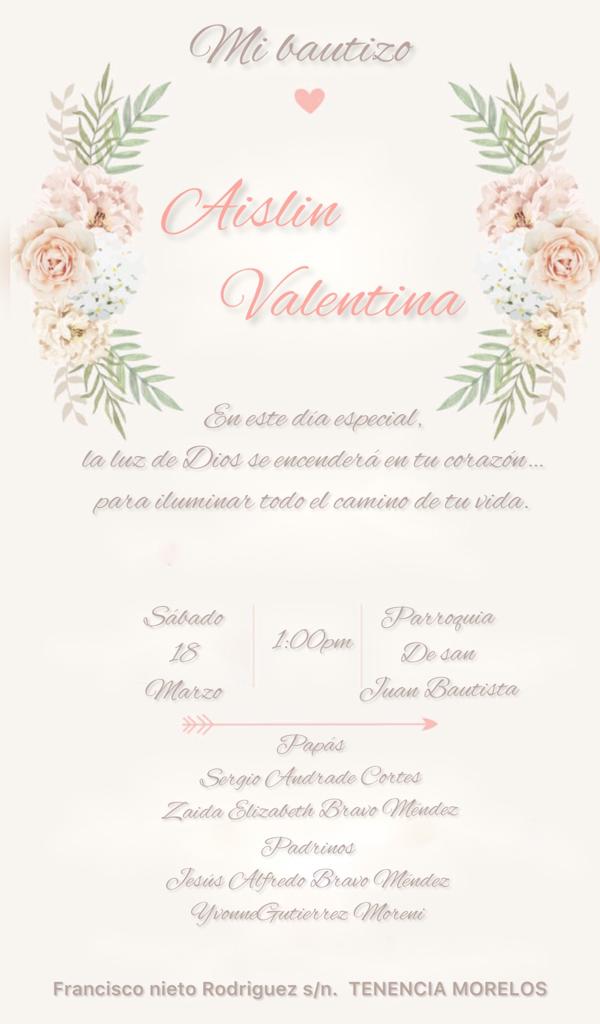 Mi bautizo
Aislin
Valentina
En este día especial,
la luz de Dios se encenderá en tu corazón...
para iluminar todo el camino de tu vida.
Sábado
18
Marzo
1:00pm
Parroquia
De san
Juan Bautista
Papás
Sergio Andrade Cortes
Zaida Elizabeth Bravo Méndez
Padrinos
Jesús Alfredo Bravo Méndez
YvonneGutierrez Moreni
Francisco nieto Rodriguez s/n. TENENCIA MORELOS